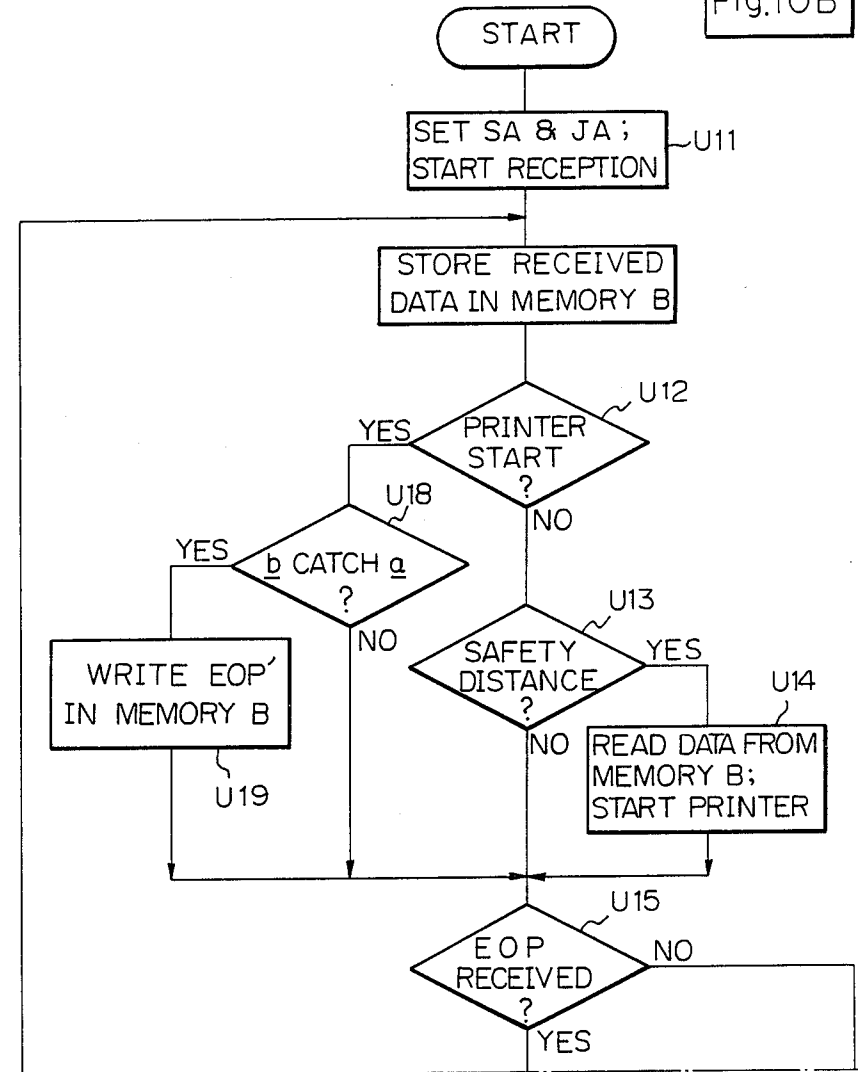 Fig.10B
START
SET SA & JA;
START RECEPTION
U11
STORE RECEIVED
DATA IN MEMORY B
U12
YES
PRINTER
START
?
NO
U18
YES
b CATCH a
?
NO
U13
SAFETY
DISTANCE
?
YES
NO
WRITE EOP'
IN MEMORY B
U19
U14
READ DATA FROM
MEMORY B;
START PRINTER
U15
EOP
RECEIVED
?
NO
YES